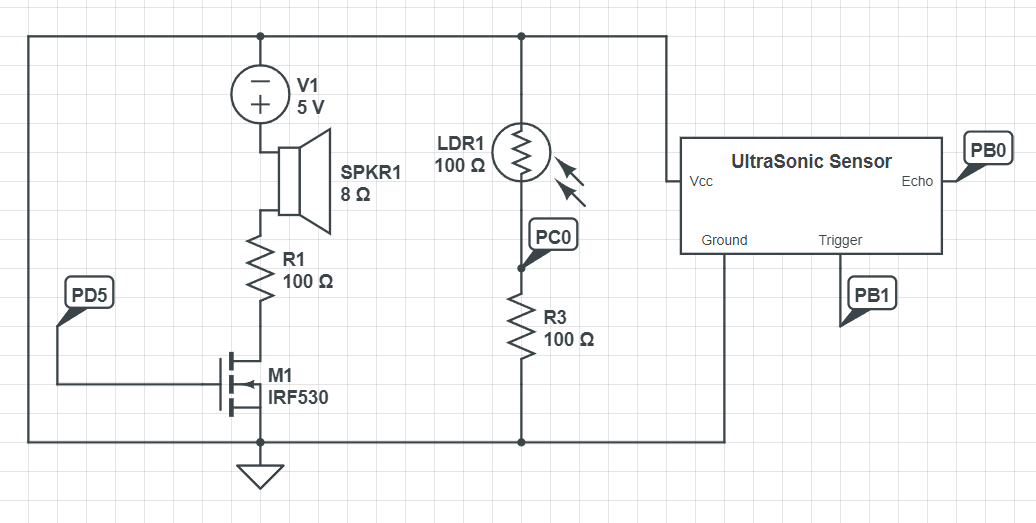 V1
5 V
SPKR1
8 Ω
R1
100 Ω
PD5
M1
IRF530
LDR1
100 Ω
PC0
R3
100 Ω
UltraSonic Sensor
Vcc
Echo
Ground
Trigger
PB0
PB1